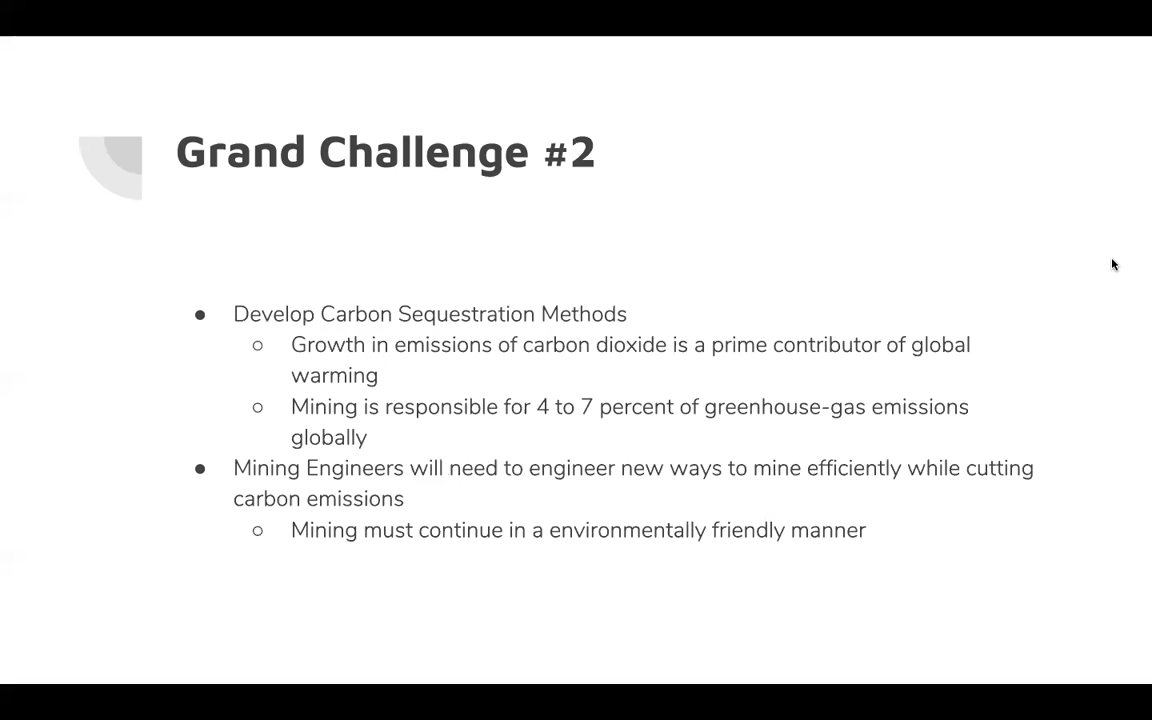 Grand Challenge #2
● Develop Carbon Sequestration Methods
○ Growth in emissions of carbon dioxide is a prime contributor of global
warming
○ Mining is responsible for 4 to 7 percent of greenhouse-gas emissions
globally
● Mining Engineers will need to engineer new ways to mine efficiently while cutting
carbon emissions
○ Mining must continue in a environmentally friendly manner